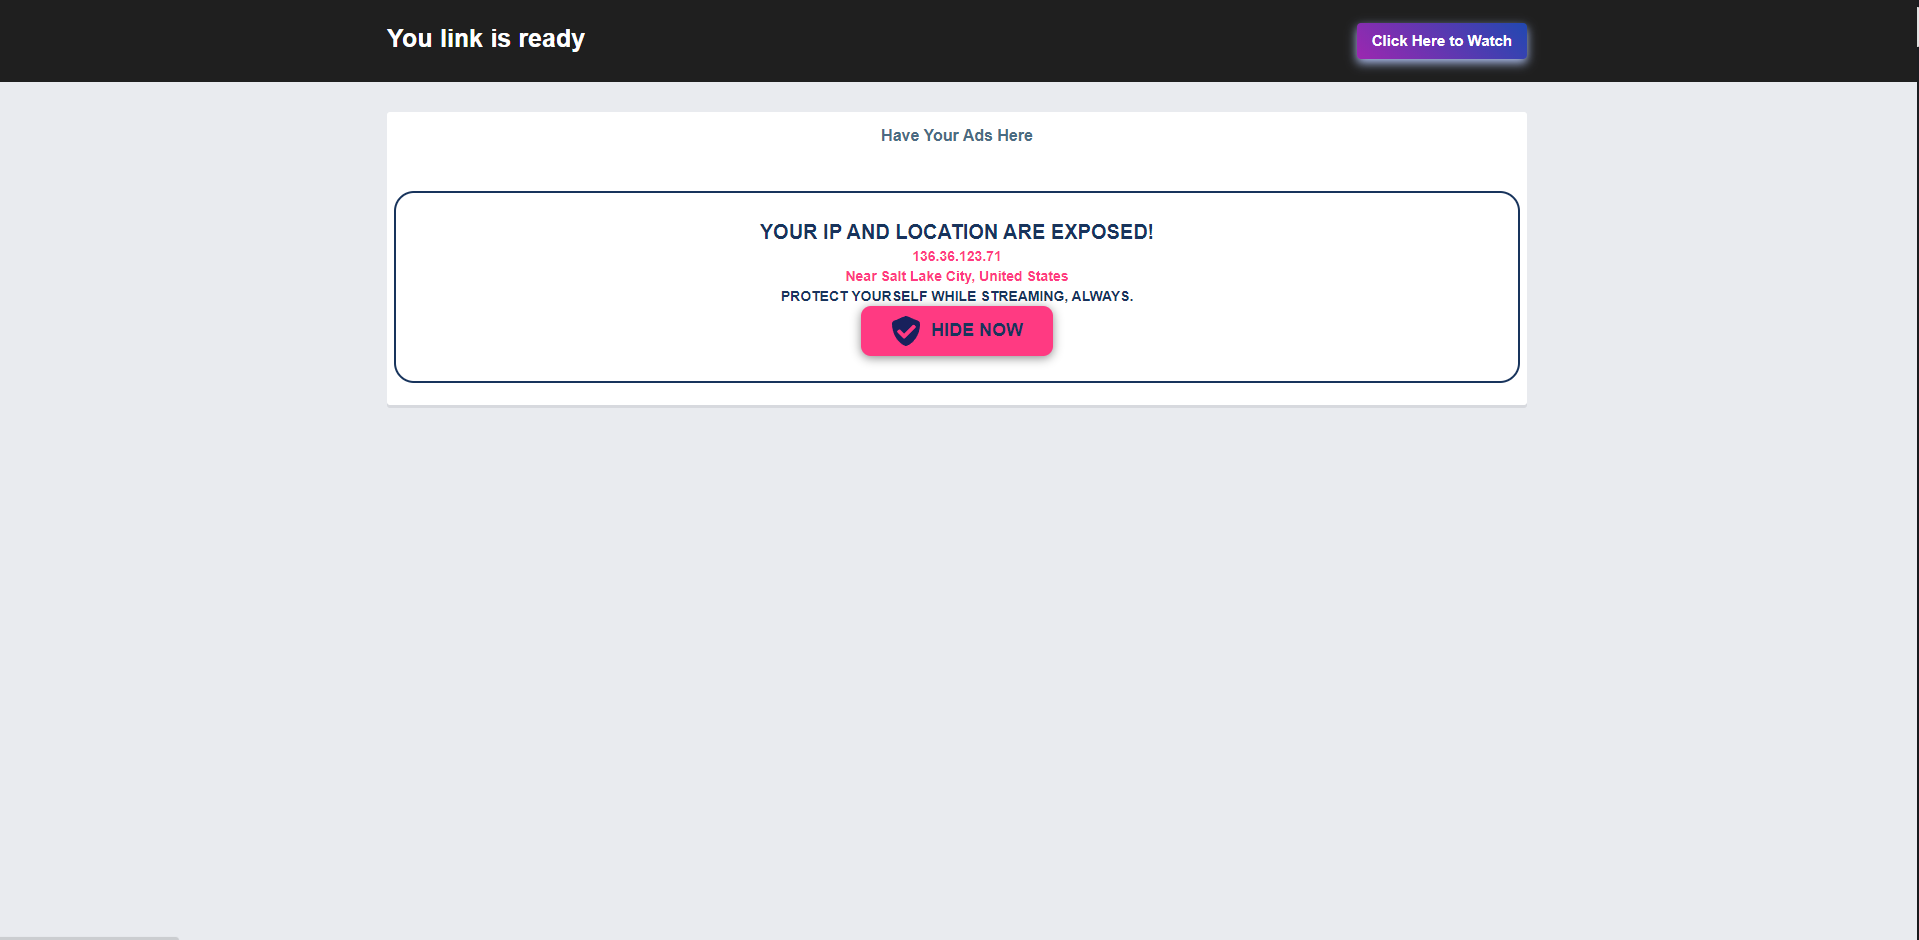 You link is ready
Click Here to Watch
Have Your Ads Here
YOUR IP AND LOCATION ARE EXPOSED!
136.36.123.71
Near Salt Lake City, United States
PROTECT YOURSELF WHILE STREAMING, ALWAYS.
HIDE NOW